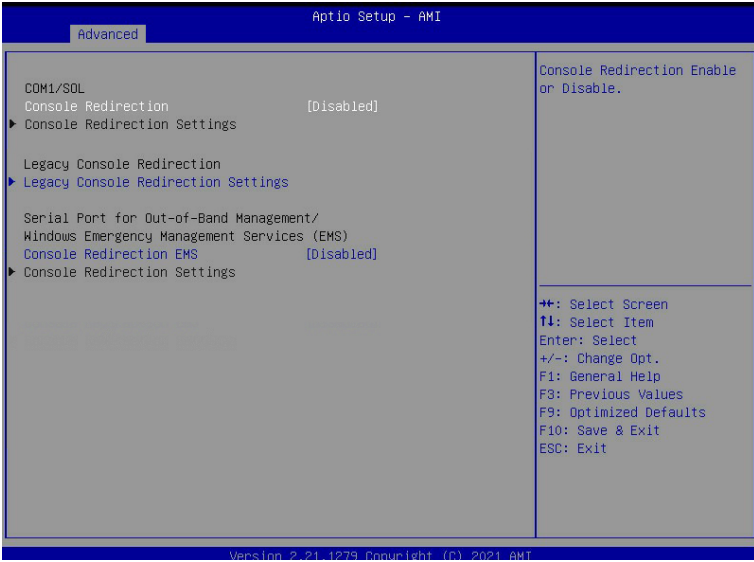 Aptio Setup – AMI
Advanced
COM1/SOL
Console Redirection [Disabled]
Console Redirection Settings
Legacy Console Redirection
Legacy Console Redirection Settings
Serial Port for Out-of-Band Management/
Windows Emergency Management Services (EMS)
Console Redirection EMS [Disabled]
Console Redirection Settings
Console Redirection Enable
or Disable.
→←: Select Screen
↑↓: Select Item
Enter: Select
+/-: Change Opt.
F1: General Help
F3: Previous Values
F9: Optimized Defaults
F10: Save & Exit
ESC: Exit
Version 2.21.1279 Copyright (C) 2021 AMI